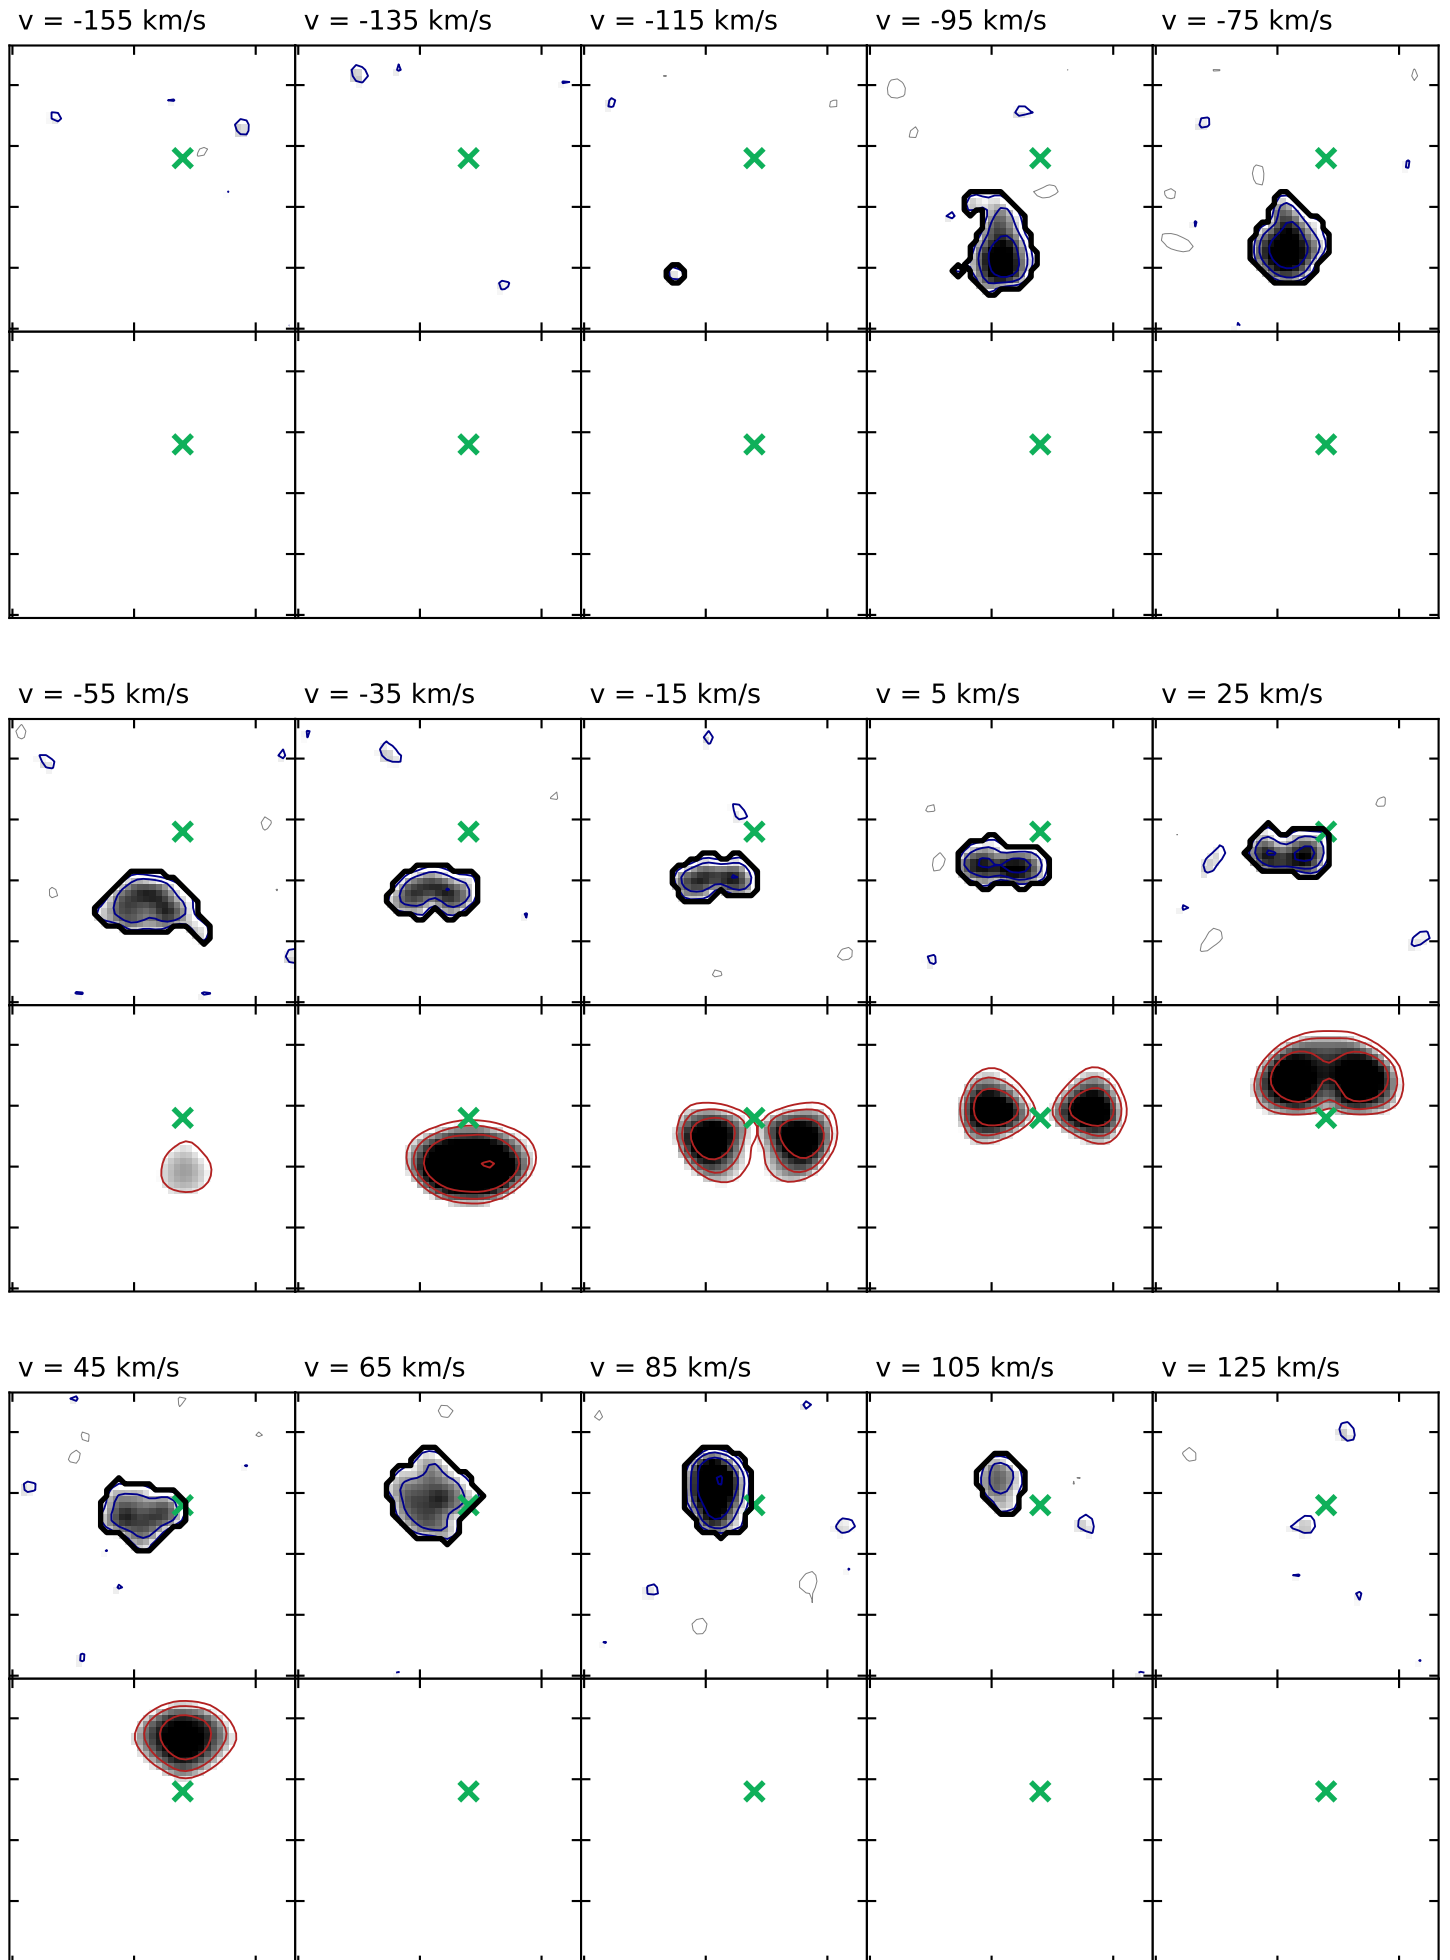 v = -155 km/s v = -135 km/s v = -115 km/s v = -95 km/s v = -75 km/s
v = -55 km/s v = -35 km/s v = -15 km/s v = 5 km/s v = 25 km/s
v = 45 km/s v = 65 km/s v = 85 km/s v = 105 km/s v = 125 km/s